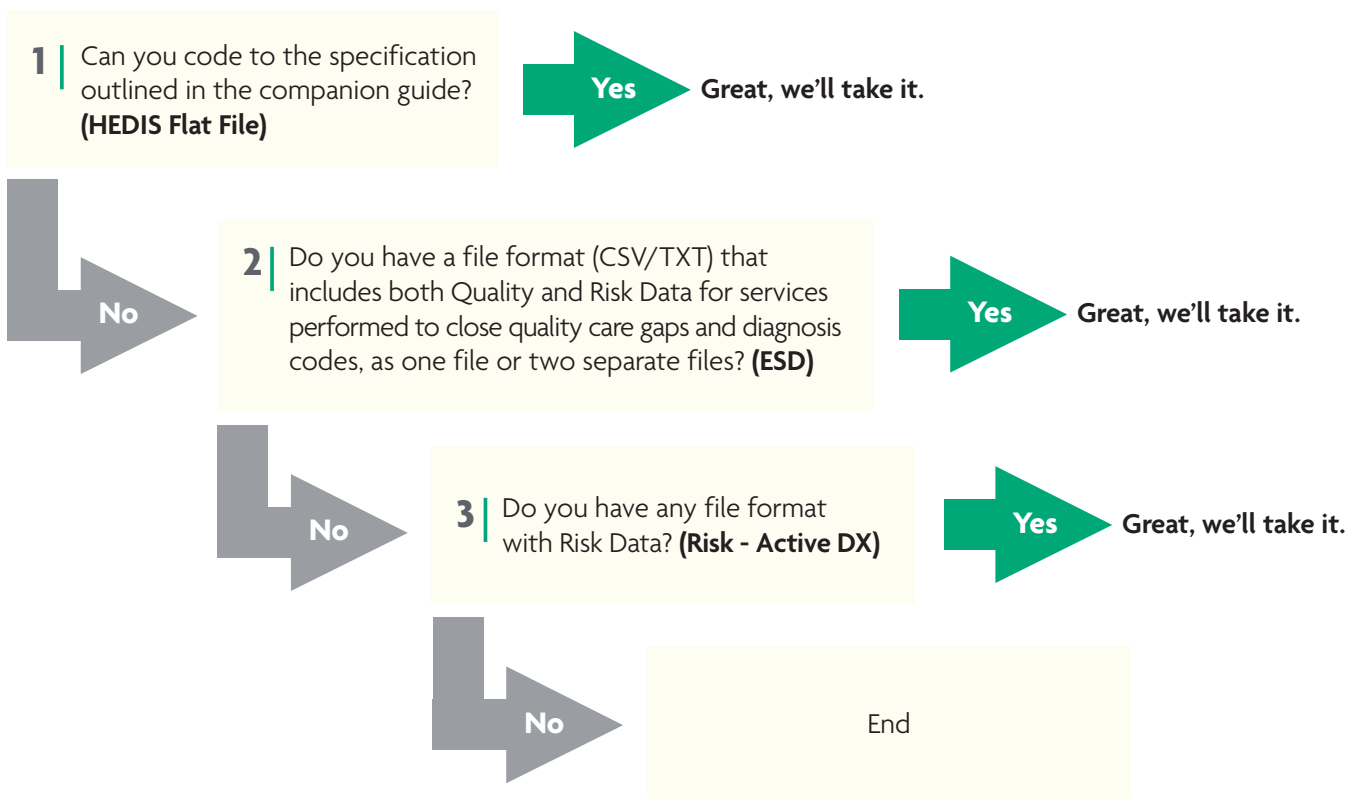 1 Can you code to the specification
outlined in the companion guide?
(HEDIS Flat File)
Yes
Great, we'll take it.
No
2 Do you have a file format (CSV/TXT) that
includes both Quality and Risk Data for services
performed to close quality care gaps and diagnosis
codes, as one file or two separate files? (ESD)
Yes
Great, we'll take it.
No
3 Do you have any file format
with Risk Data? (Risk - Active DX)
Yes
Great, we'll take it.
No
End